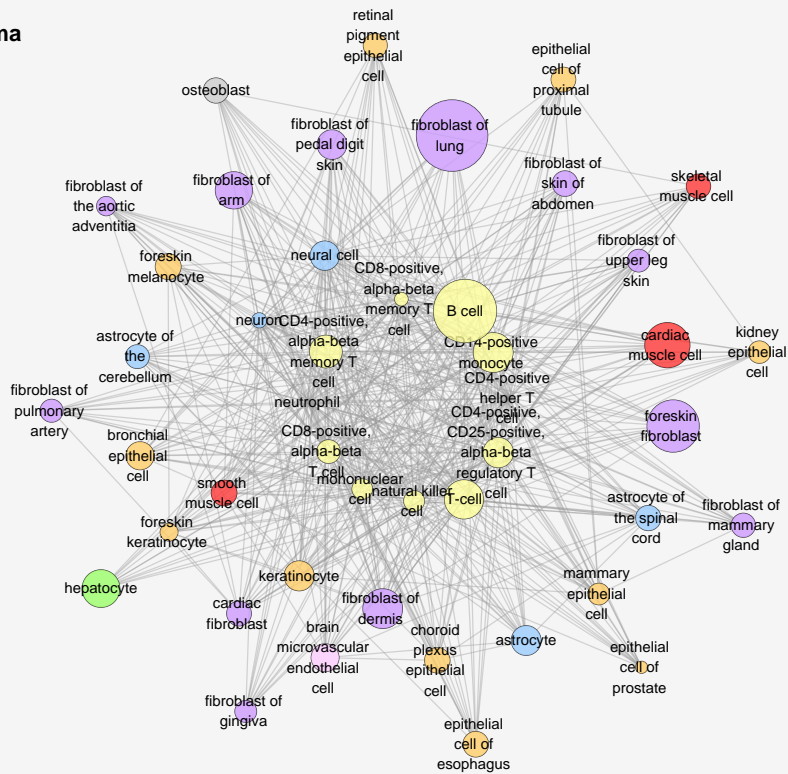 ma
retinal
pigment
epithelial
cell
epithelial
cell of
proximal
tubule
osteoblast
fibroblast of
pedal digit
skin
fibroblast of
lung
fibroblast of
arm
fibroblast of
skin of
abdomen
skeletal
muscle cell
fibroblast of
the aortic
adventitia
foreskin
melanocyte
neural cell
CD8-positive,
alpha-beta
memory T
cell
fibroblast of
upper leg
skin
B cell
neuron
CD4-positive,
alpha-beta
memory T
cell
CD14-positive
monocyte
cardiac
muscle cell
kidney
epithelial
cell
astrocyte of
the
cerebellum
CD4-positive
helper T
cell
neutrophil
fibroblast of
pulmonary
artery
CD4-positive,
CD25-positive,
alpha-beta
regulatory T
cell
foreskin
fibroblast
bronchial
epithelial
cell
CD8-positive,
alpha-beta
T cell
smooth
muscle cell
mononuclear
cell
natural killer
cell
T-cell
astrocyte of
the spinal
cord
fibroblast of
mammary
gland
foreskin
keratinocyte
hepatocyte
keratinocyte
mammary
epithelial
cell
cardiac
fibroblast
fibroblast of
dermis
brain
microvascular
endothelial
cell
choroid
plexus
epithelial
cell
astrocyte
epithelial
cell of
prostate
fibroblast of
gingiva
epithelial
cell of
esophagus